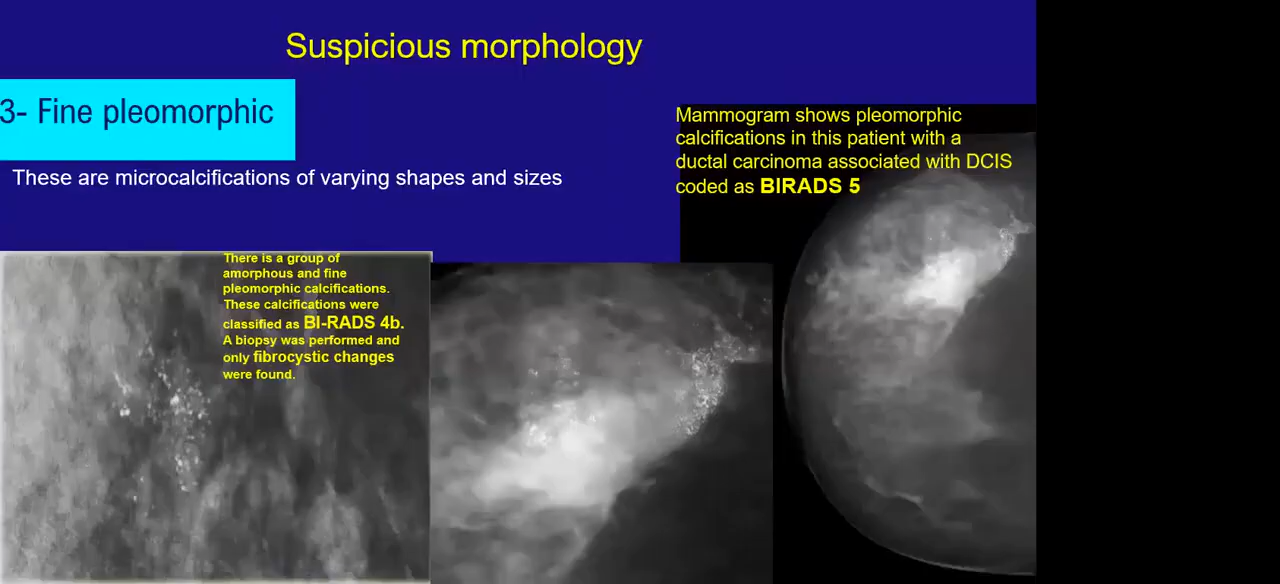 Suspicious morphology
3- Fine pleomorphic
These are microcalcifications of varying shapes and sizes
Mammogram shows pleomorphic
calcifications in this patient with a
ductal carcinoma associated with DCIS
coded as BIRADS 5
There is a group of
amorphous and fine
pleomorphic calcifications.
These calcifications were
classified as BI-RADS 4b.
A biopsy was performed and
only fibrocystic changes
were found.